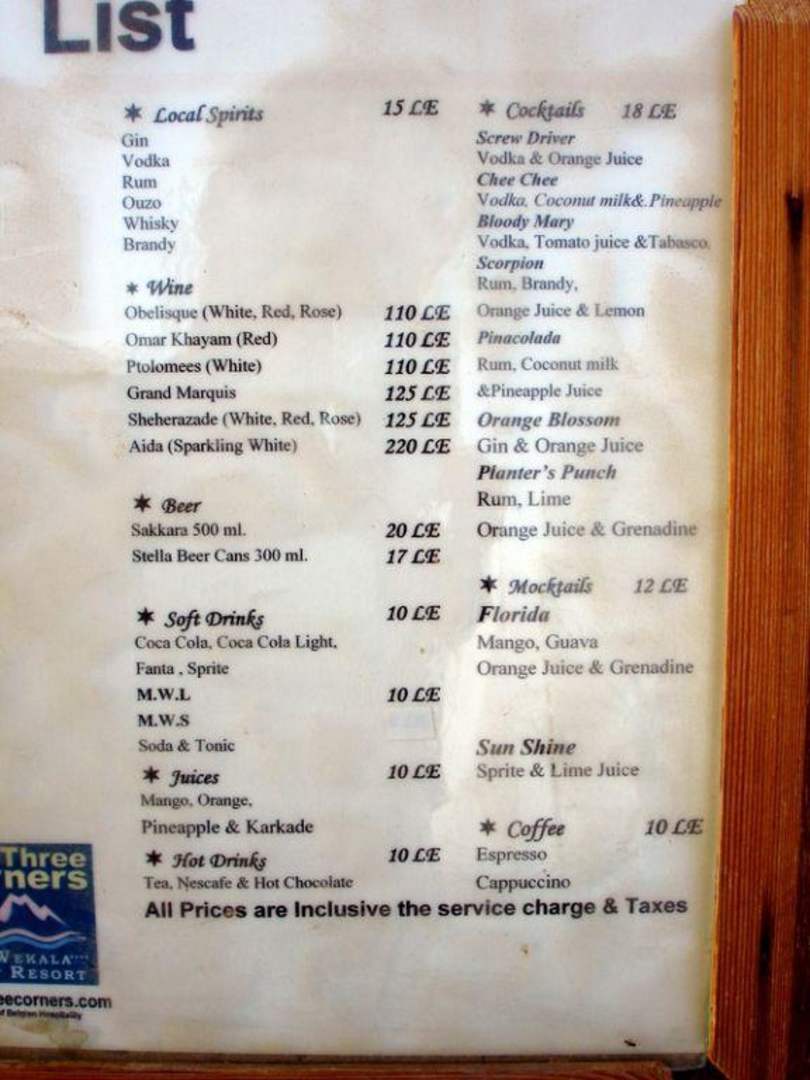 List
* Local Spirits 15 LE
Gin
Vodka
Rum
Ouzo
Whisky
Brandy
* Wine
Obelisque (White, Red, Rose) 110 LE
Omar Khayam (Red) 110 LE
Ptolomees (White) 110 LE
Grand Marquis 125 LE
Sheherazade (White, Red, Rose) 125 LE
Aida (Sparkling White) 220 LE
* Beer
Sakkara 500 ml. 20 LE
Stella Beer Cans 300 ml. 17 LE
* Soft Drinks 10 LE
Coca Cola, Coca Cola Light,
Fanta , Sprite
M.W.L 10 LE
M.W.S
Soda & Tonic
* Juices 10 LE
Mango, Orange,
Pineapple & Karkade
* Hot Drinks 10 LE
Tea, Nescafe & Hot Chocolate
* Cocktails 18 LE
Screw Driver
Vodka & Orange Juice
Chee Chee
Vodka, Coconut milk&.Pineapple
Bloody Mary
Vodka, Tomato juice &Tabasco.
Scorpion
Rum, Brandy,
Orange Juice & Lemon
Pinacolada
Rum, Coconut milk
&Pineapple Juice
Orange Blossom
Gin & Orange Juice
Planter's Punch
Rum, Lime
Orange Juice & Grenadine
* Mocktails 12 LE
Florida
Mango, Guava
Orange Juice & Grenadine
Sun Shine
Sprite & Lime Juice
* Coffee 10 LE
Espresso
Cappuccino
All Prices are Inclusive the service charge & Taxes
Three
rners
WEKALA
RESORT
eecorners.com
of Belgian Hospitality